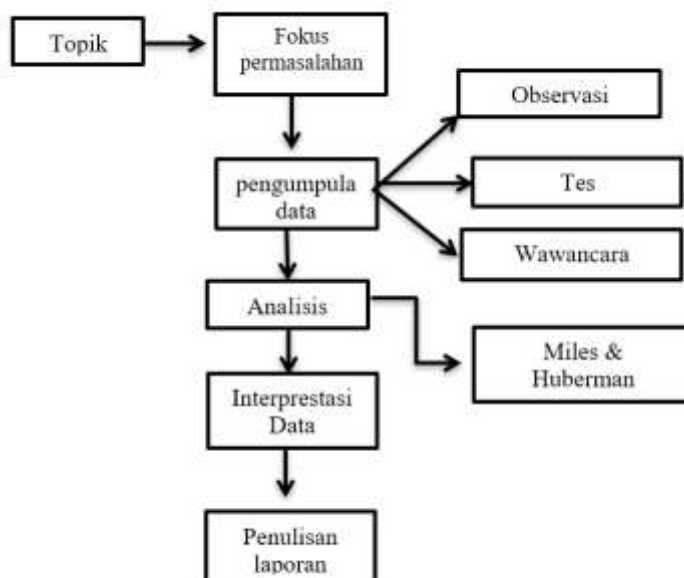 Topik
Fokus
permasalahan
Observasi
pengumpula
data
Tes
Wawancara
Analisis
Miles &
Huberman
Interprestasi
Data
Penulisan
laporan